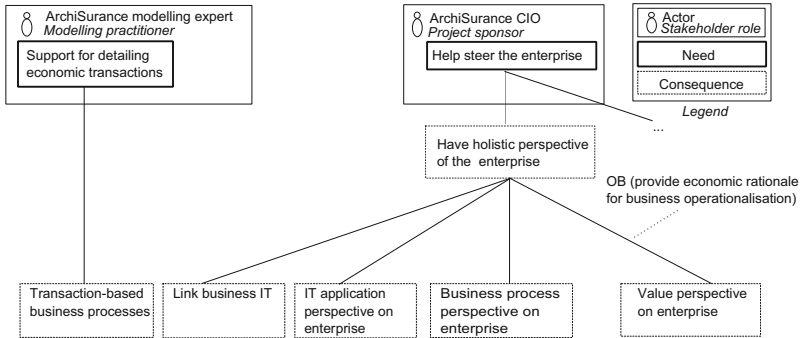 ArchiSurance modelling expert
Modelling practitioner
Support for detailing
economic transactions
ArchiSurance CIO
Project sponsor
Help steer the enterprise
Actor
Stakeholder role
Need
Consequence
Legend
...
Have holistic perspective
of the enterprise
OB (provide economic rationale
for business operationalisation)
Transaction-based
business processes
Link business IT
IT application
perspective on
enterprise
Business process
perspective on
enterprise
Value perspective
on enterprise